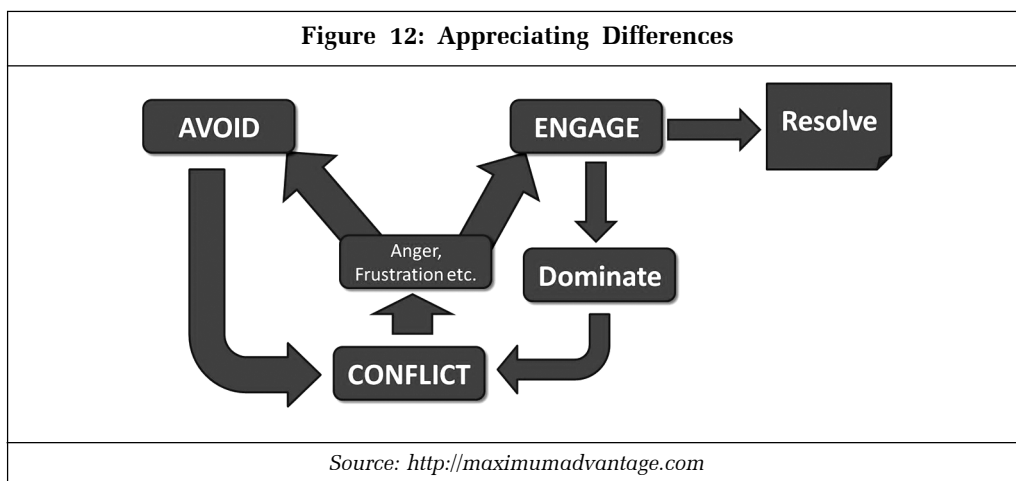 Figure 12: Appreciating Differences
AVOID
ENGAGE
Resolve
Anger,
Frustration etc.
Dominate
CONFLICT
Source: http://maximumadvantage.com